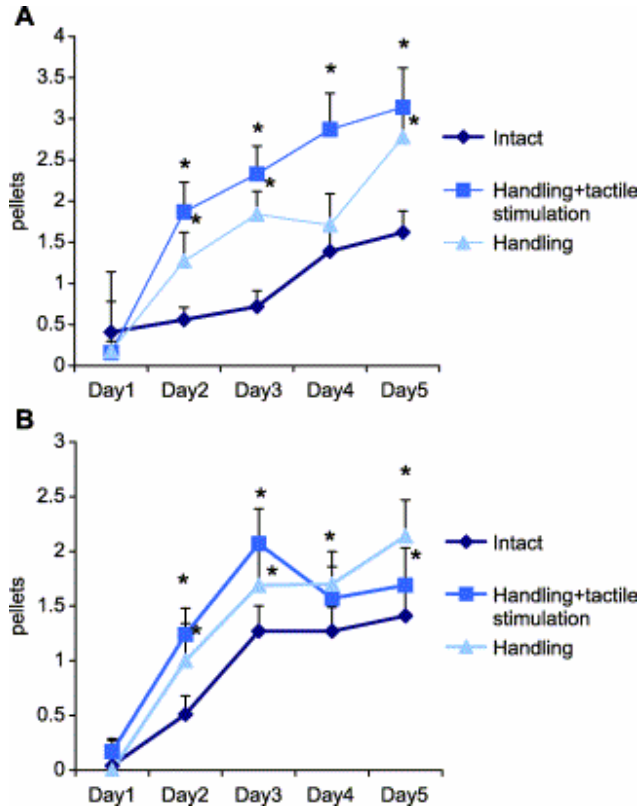 A
4
3.5
3
2.5
2
1.5
1
0.5
0
pellets
* * * * * * *
Day1 Day2 Day3 Day4 Day5
Intact
Handling+tactile
stimulation
Handling
B
3
2.5
2
1.5
1
0.5
0
pellets
* * * * * * *
Day1 Day2 Day3 Day4 Day5
Intact
Handling+tactile
stimulation
Handling